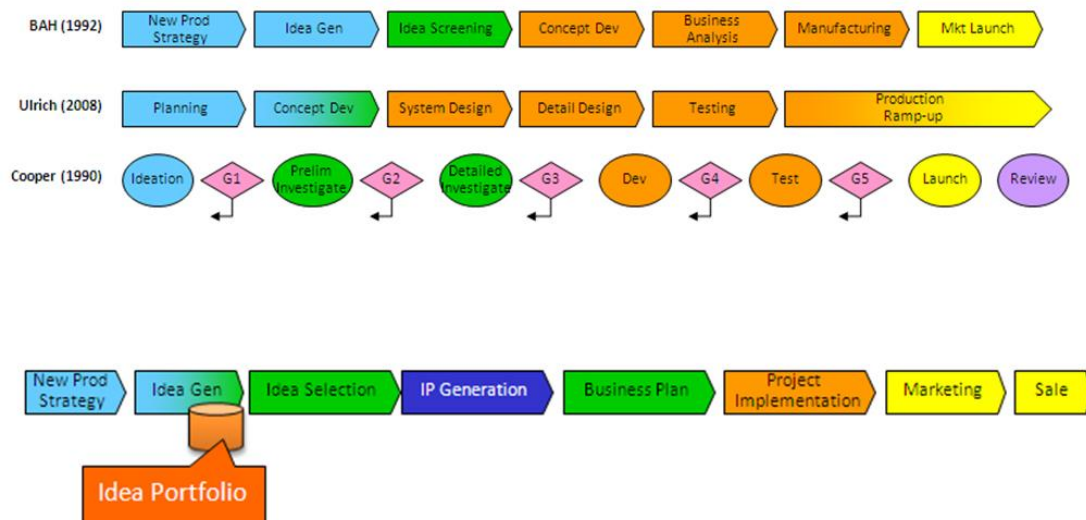 BAH (1992)
New Prod
Strategy
Idea Gen
Idea Screening
Concept Dev
Business
Analysis
Manufacturing
Mkt Launch
Ulrich (2008)
Planning
Concept Dev
System Design
Detail Design
Testing
Production
Ramp-up
Cooper (1990)
Ideation
G1
Prelim
Investigate
G2
Detailed
Investigate
G3
Dev
G4
Test
G5
Launch
Review
New Prod
Strategy
Idea Gen
Idea Selection
IP Generation
Business Plan
Project
Implementation
Marketing
Sale
Idea Portfolio